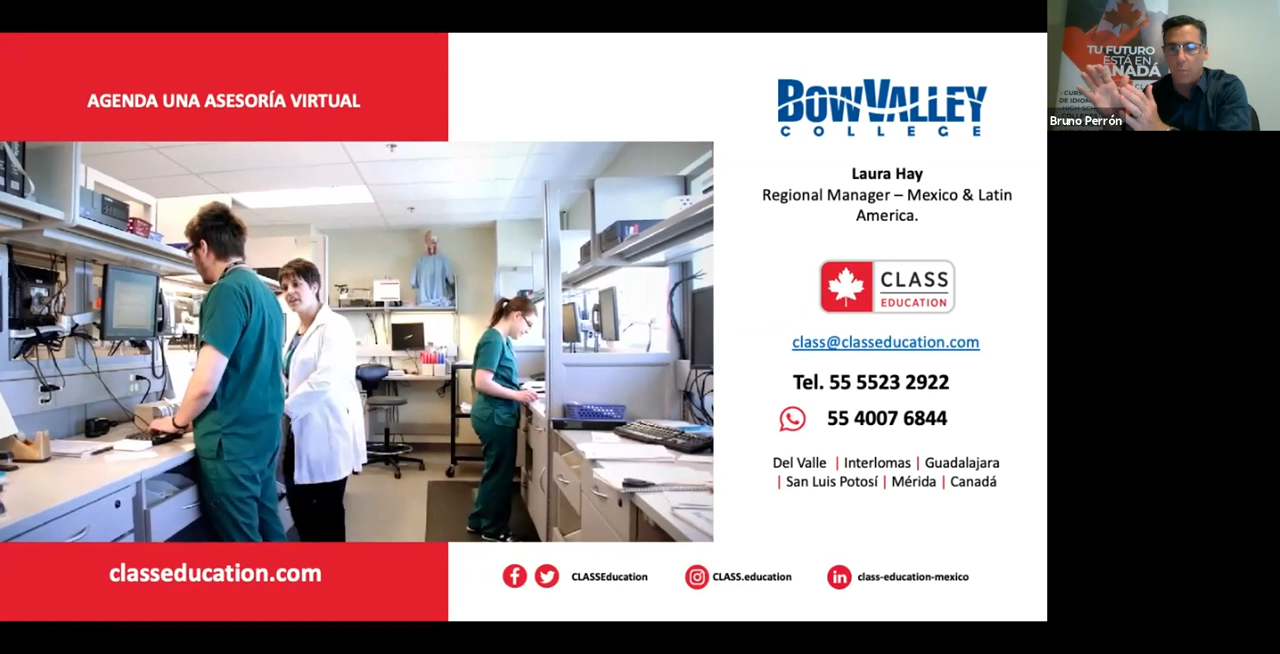 AGENDA UNA ASESORÍA VIRTUAL
BOWVALLEY
COLLEGE
Laura Hay
Regional Manager – Mexico & Latin
America.
CLASS
EDUCATION
class@classeducation.com
Tel. 55 5523 2922
55 4007 6844
Del Valle | Interlomas | Guadalajara
| San Luis Potosí | Mérida | Canadá
classeducation.com
CLASSEducation
CLASS.education
class-education-mexico
TU FUTURO
ESTÁ EN
CANADÁ
Bruno Perrón